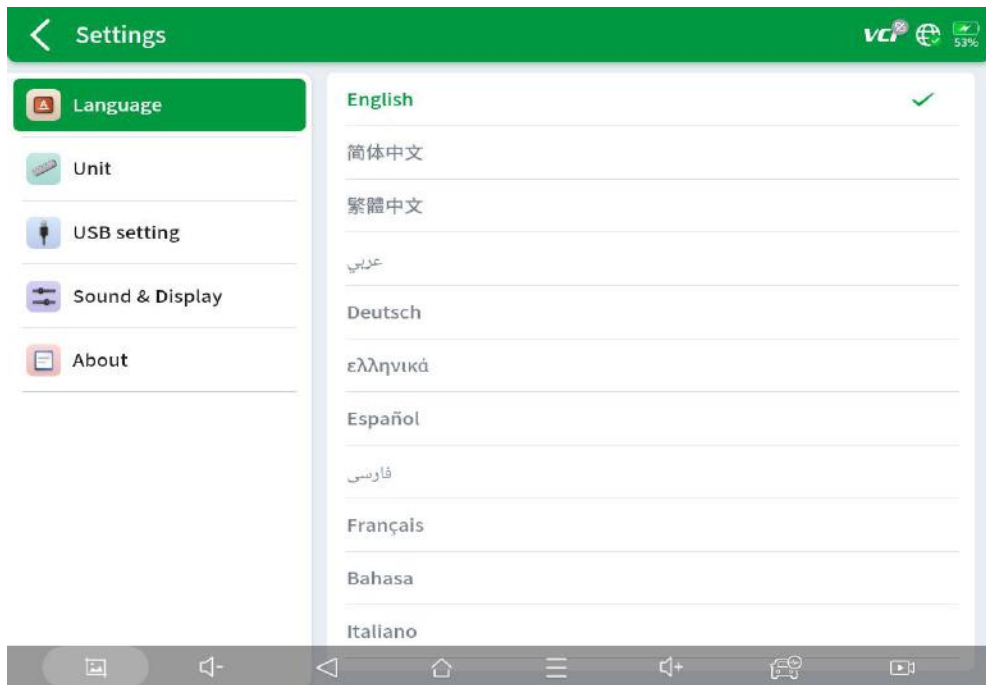 Settings
VCI
53%
Language
Unit
USB setting
Sound & Display
About
English
简体中文
繁體中文
عربي
Deutsch
ελληνικά
Español
فارسی
Français
Bahasa
Italiano